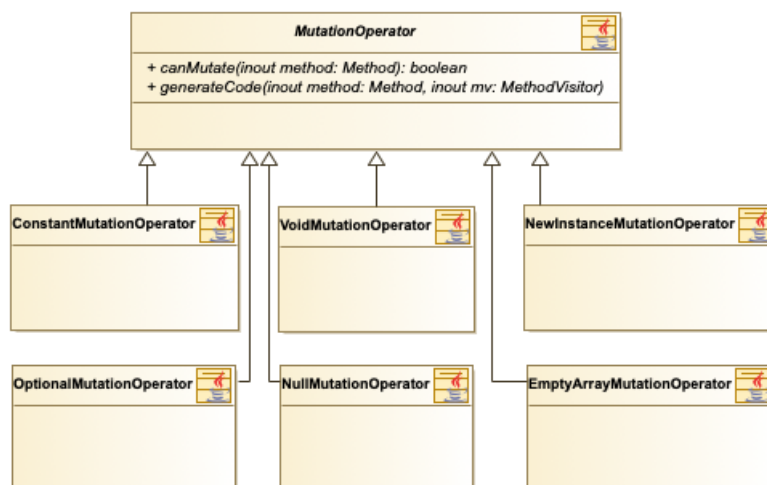 MutationOperator
+ canMutate(inout method: Method): boolean
+ generateCode(inout method: Method, inout mv: MethodVisitor)
ConstantMutationOperator
VoidMutationOperator
NewInstanceMutationOperator
OptionalMutationOperator
NullMutationOperator
EmptyArrayMutationOperator